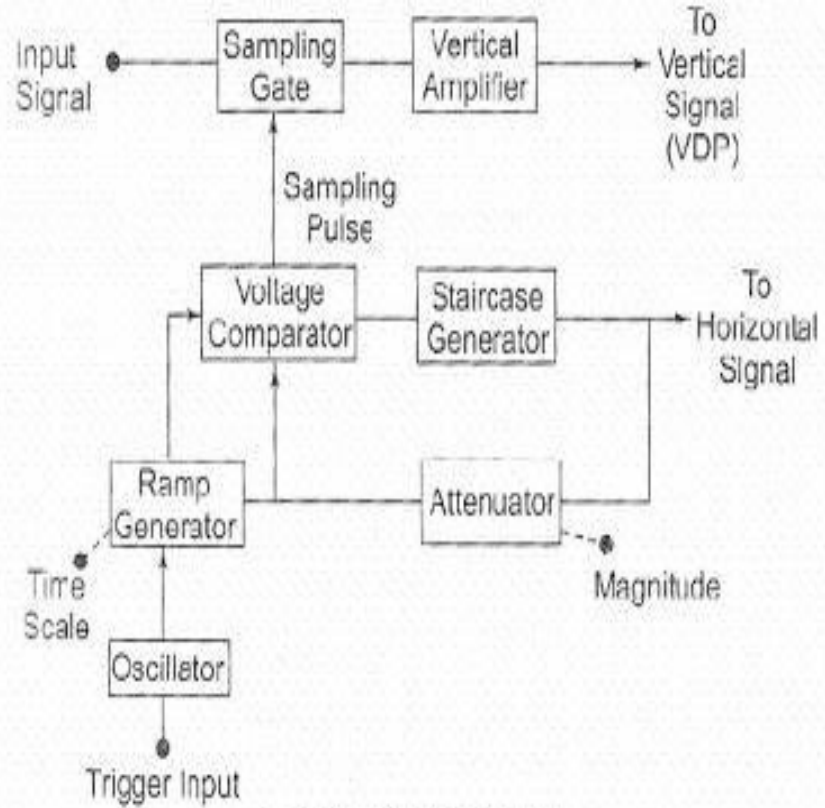 Input
Signal
Sampling
Gate
Vertical
Amplifier
To
Vertical
Signal
(VDP)
Sampling
Pulse
Voltage
Comparator
Staircase
Generator
To
Horizontal
Signal
Ramp
Generator
Attenuator
Time
Scale
Magnitude
Oscillator
Trigger Input